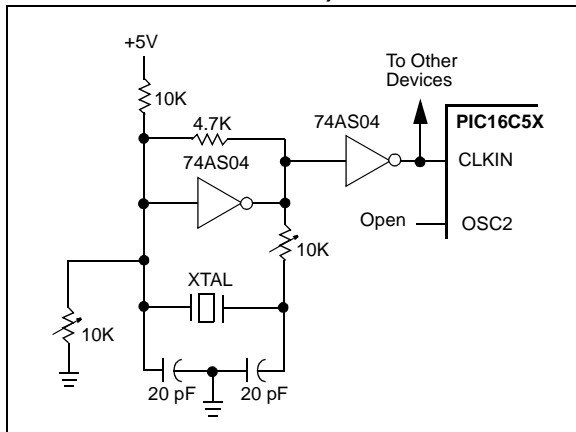 +5V
To Other
Devices
10K
4.7K
74AS04
PIC16C5X
74AS04
CLKIN
Open
OSC2
10K
XTAL
10K
20 pF
20 pF